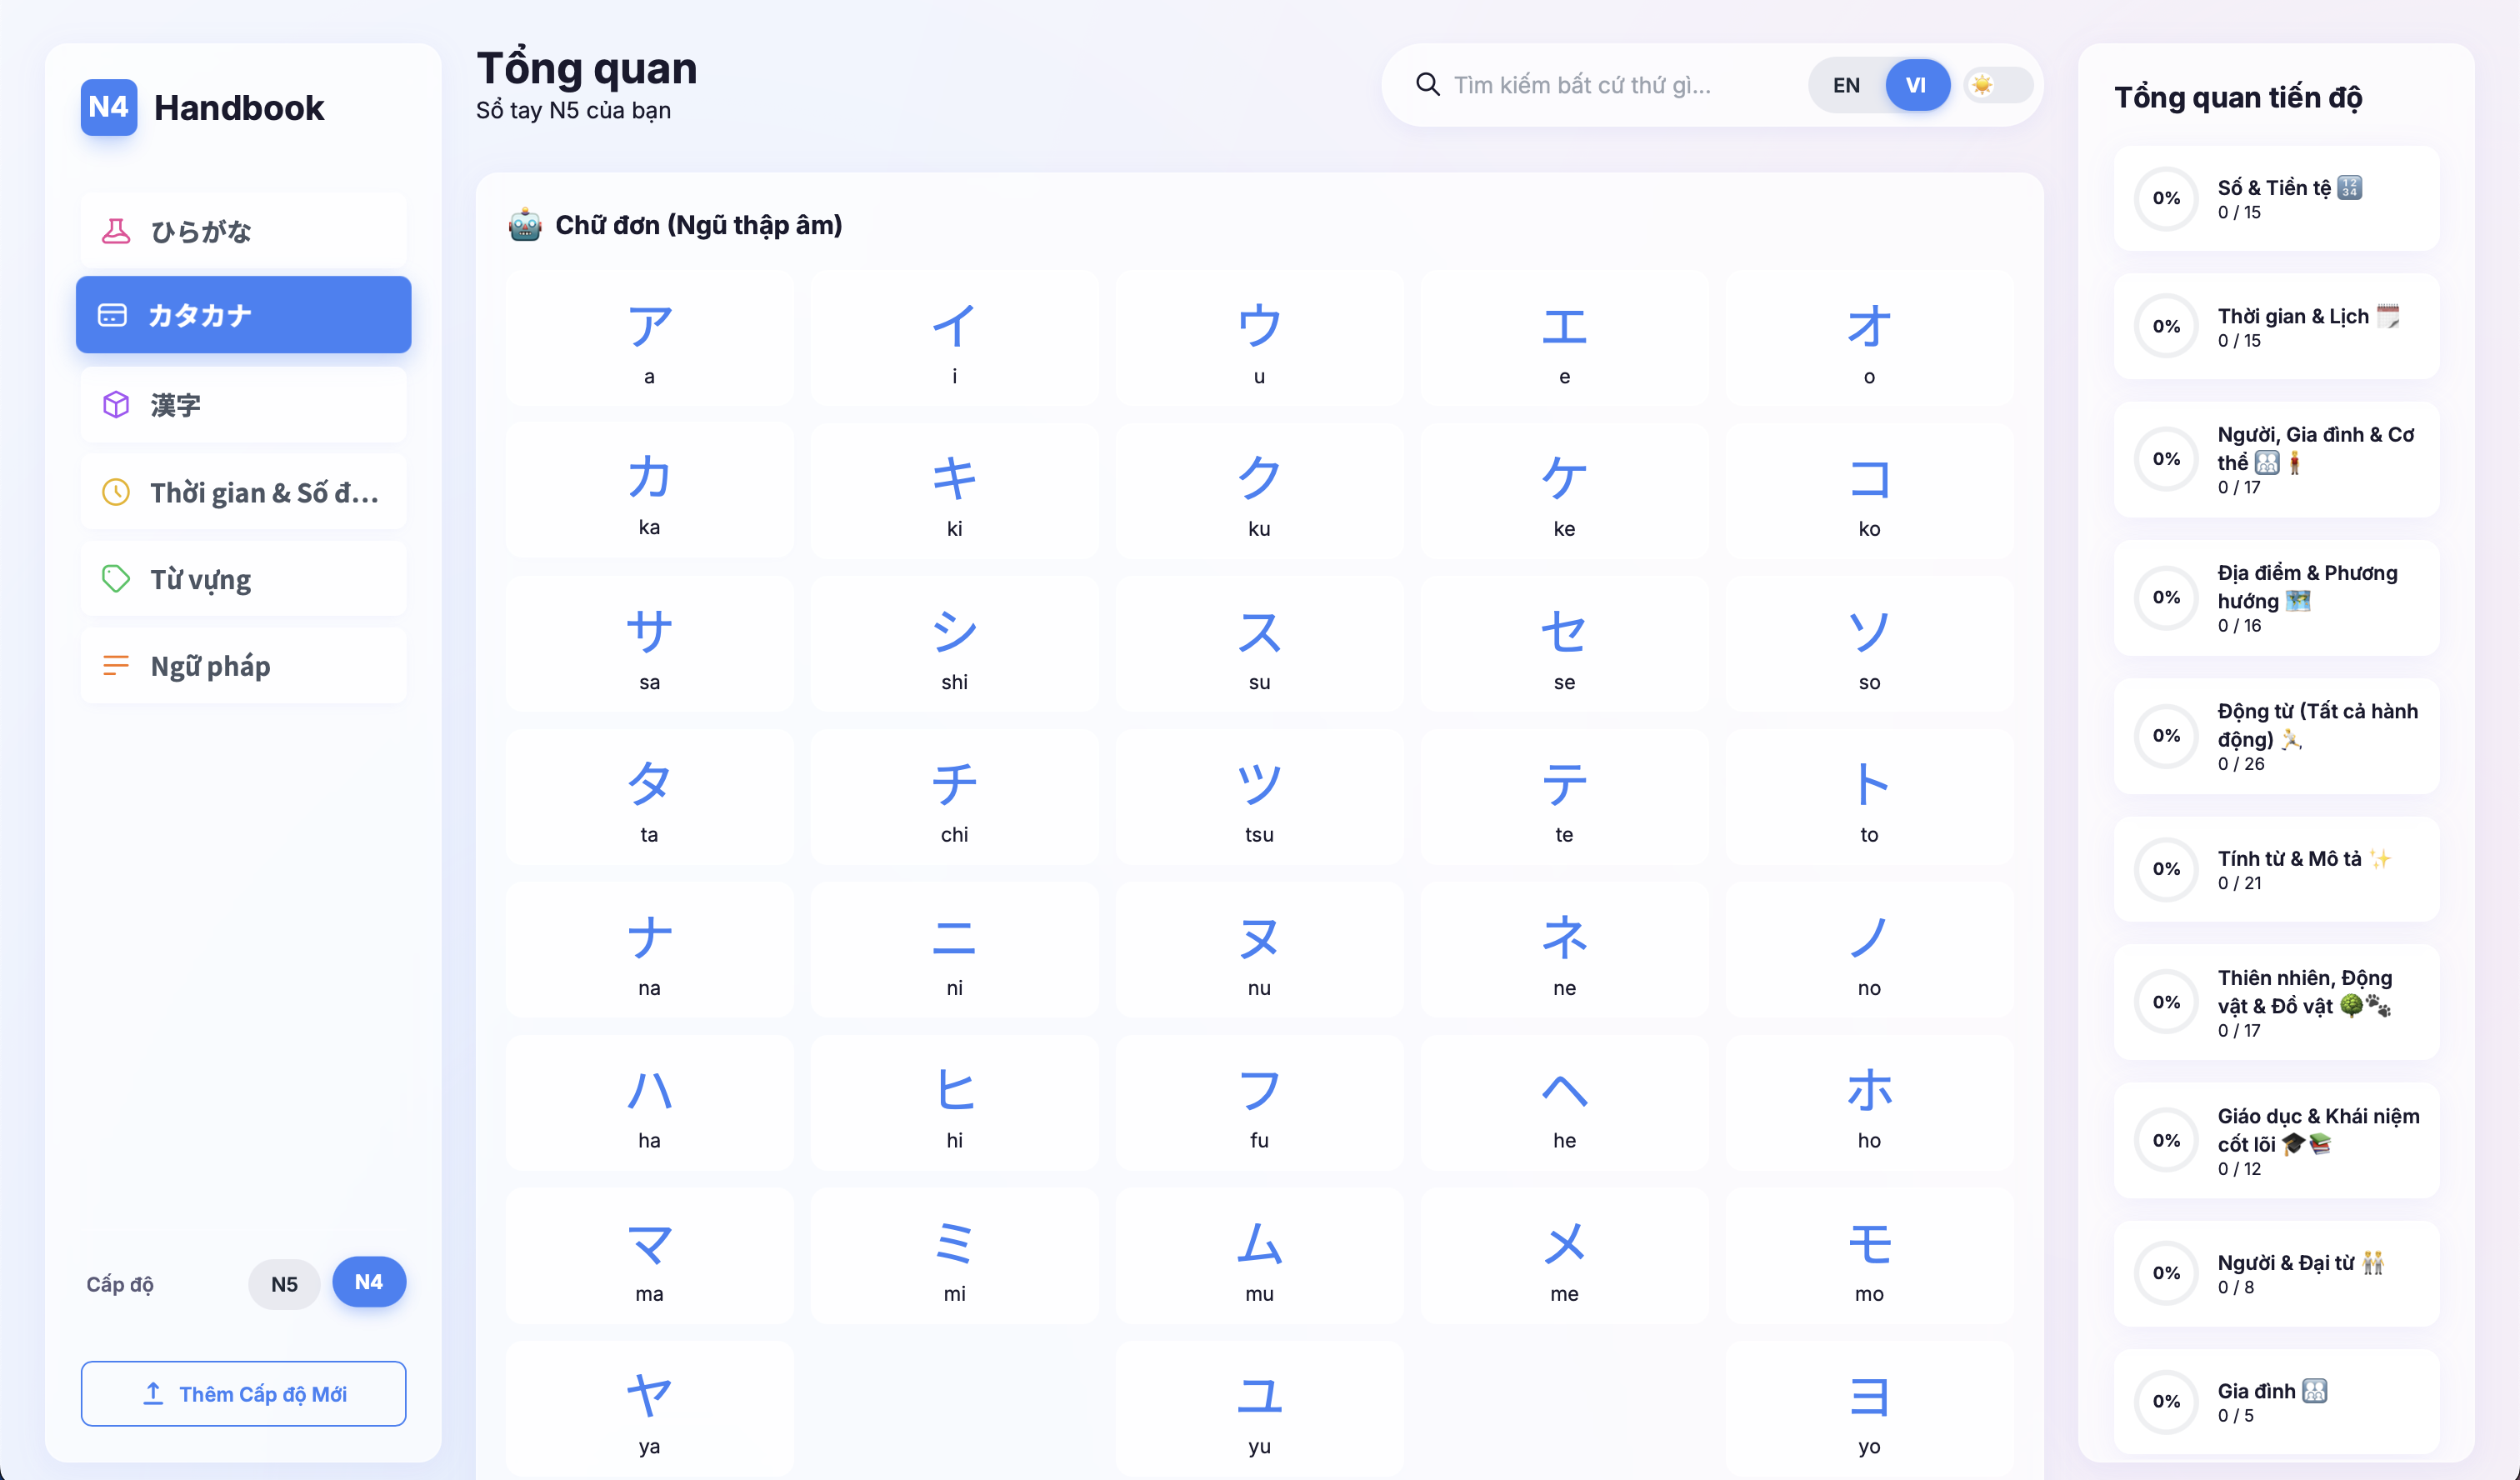 N4 Handbook
ひらがな
カタカナ
漢字
Thời gian & Số đ...
Từ vựng
Ngữ pháp
Cấp độ N5 N4
Thêm Cấp độ Mới
Tổng quan
Sổ tay N5 của bạn
Tìm kiếm bất cứ thứ gì... EN VI
Chữ đơn (Ngũ thập âm)
ア イ ウ エ オ
a i u e o
カ キ ク ケ コ
ka ki ku ke ko
サ シ ス セ ソ
sa shi su se so
タ チ ツ テ ト
ta chi tsu te to
ナ ニ ヌ ネ ノ
na ni nu ne no
ハ ヒ フ ヘ ホ
ha hi fu he ho
マ ミ ム メ モ
ma mi mu me mo
ヤ ユ ヨ
ya yu yo
Tổng quan tiến độ
0% Số & Tiền tệ 🔢
0 / 15
0% Thời gian & Lịch 🗓️
0 / 15
Người, Gia đình & Cơ
0% thể 👨‍👩‍👧‍👦🧍
0 / 17
Địa điểm & Phương
0% hướng 🗺️
0 / 16
Động từ (Tất cả hành
0% động) 🏃
0 / 26
0% Tính từ & Mô tả ✨
0 / 21
Thiên nhiên, Động
0% vật & Đồ vật 🌳🐾
0 / 17
Giáo dục & Khái niệm
0% cốt lõi 🎓📚
0 / 12
0% Người & Đại từ 🧑‍🤝‍🧑
0 / 8
0% Gia đình 👨‍👩‍👧‍👦
0 / 5